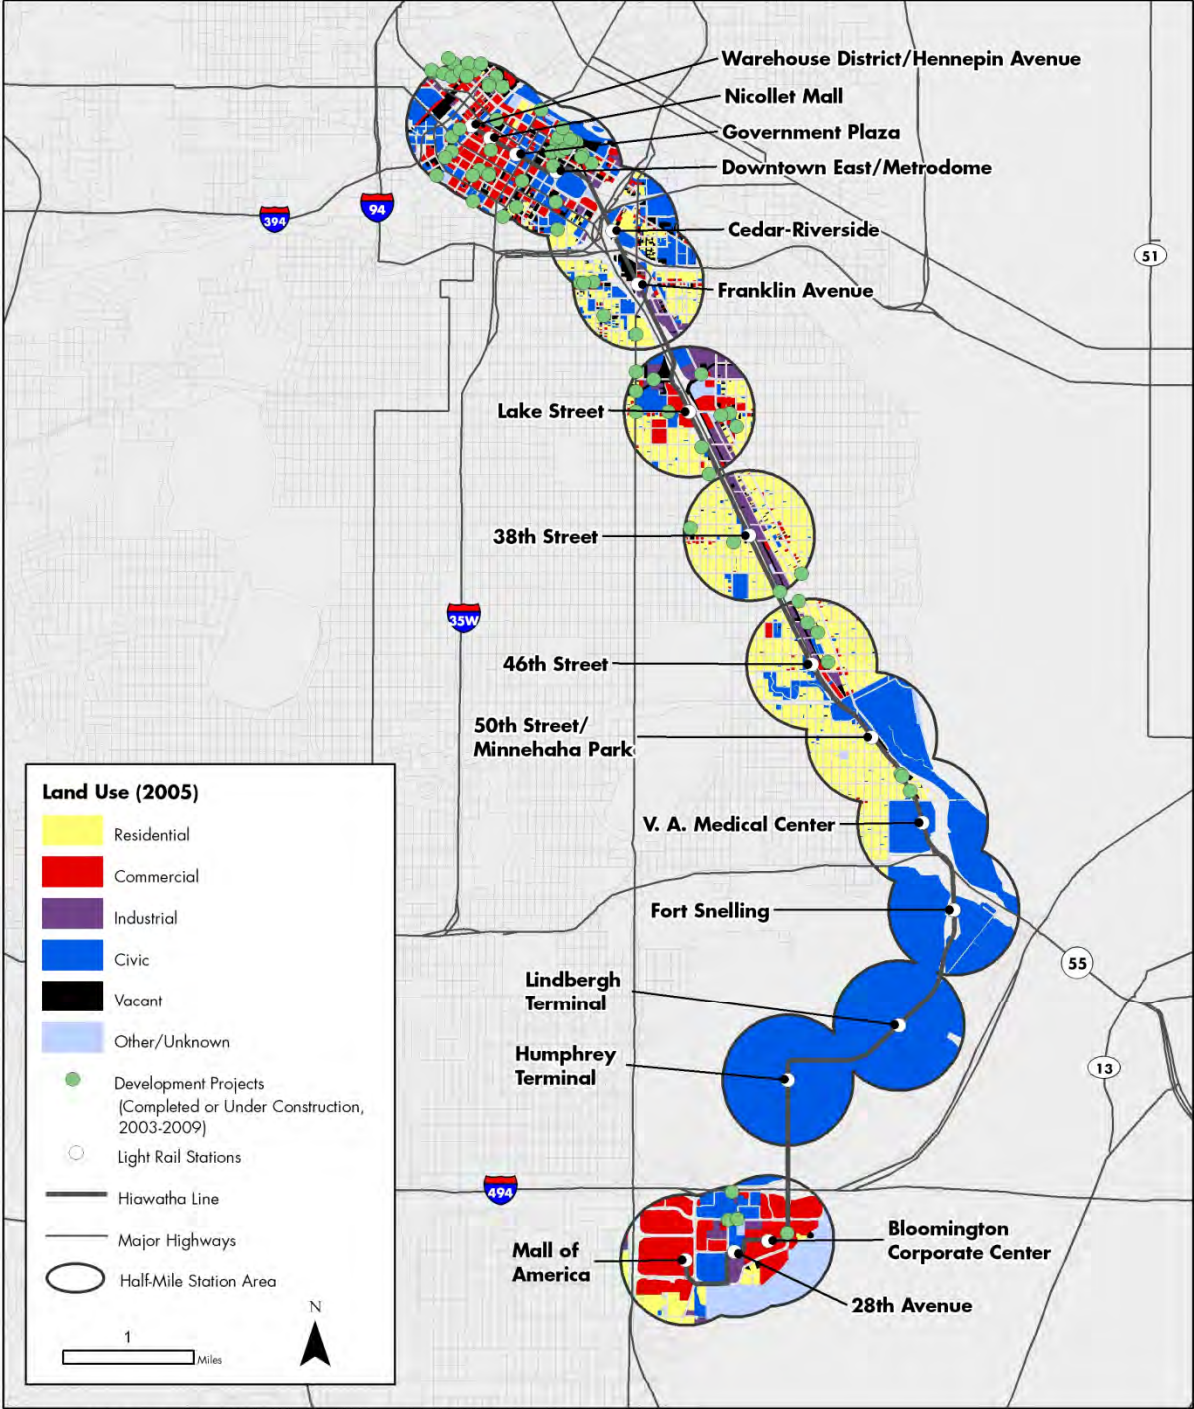 Warehouse District/Hennepin Avenue
Nicollet Mall
Government Plaza
Downtown East/Metrodome
394
94
Cedar-Riverside
51
Franklin Avenue
Lake Street
38th Street
35W
46th Street
50th Street/
Minnehaha Park
V. A. Medical Center
Fort Snelling
55
Lindbergh
Terminal
Humphrey
Terminal
13
494
Bloomington
Corporate Center
Mall of
America
28th Avenue
Land Use (2005)
Residential
Commercial
Industrial
Civic
Vacant
Other/Unknown
Development Projects
(Completed or Under Construction,
2003-2009)
Light Rail Stations
Hiawatha Line
Major Highways
Half-Mile Station Area
N
1
Miles